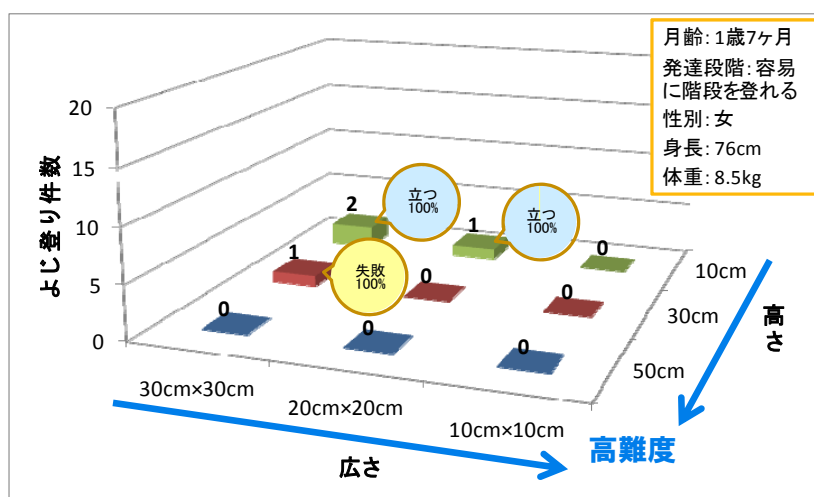 月齢：1歳7ヶ月
発達段階：容易
に階段を登れる
性別：女
身長：76cm
体重：8.5kg
よじ登り件数
20
15
10
5
0
2
立つ
100%
1
立つ
100%
0
1
失敗
100%
0
0
0
0
0
10cm
30cm
50cm
高さ
30cm×30cm
20cm×20cm
10cm×10cm
広さ
高難度